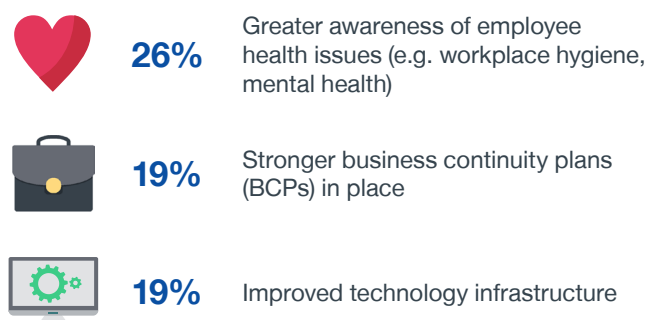 26%
Greater awareness of employee
health issues (e.g. workplace hygiene,
mental health)
19%
Stronger business continuity plans
(BCPs) in place
19%
Improved technology infrastructure